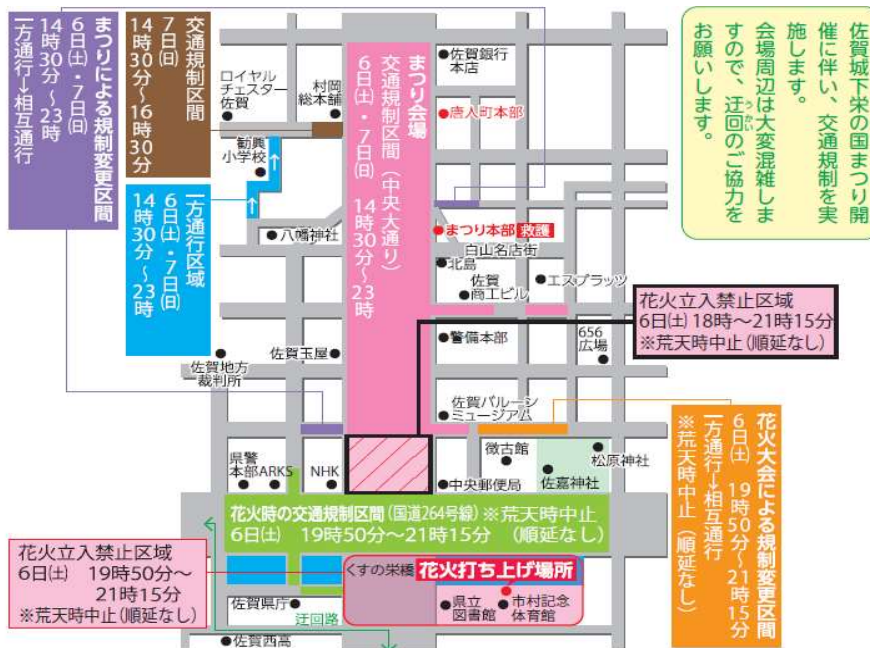 佐賀城下栄の国まつり開
催に伴い、交通規制を実
施します。
会場周辺は大変混雑しま
すので、迂回のご協力を
うかい
お願いします。
まつりによる規制変更区間
6日(土)・7日(日)
14時30分〜23時
一方通行→相互通行
交通規制区間
7日(日)
14時30分〜16時30分
一方通行区域
6日(土)・7日(日)
14時30分〜23時
まつり会場
交通規制区間(中央大通り)
6日(土)・7日(日) 14時30分〜23時
ロイヤル
チェスター
佐賀
村岡
総本舗
勧興
小学校
八幡神社
佐賀銀行
本店
唐人町本部
まつり本部 救護
白山名店街
北島
佐賀
商工ビル
エスプラッツ
花火立入禁止区域
6日(土) 18時〜21時15分
※荒天時中止(順延なし)
警備本部
656
広場
佐賀玉屋
佐賀地方
裁判所
佐賀バルーン
ミュージアム
徴古館
松原神社
佐嘉神社
中央郵便局
県警
本部
ARKS
NHK
花火大会による規制変更区間
6日(土) 19時50分〜21時15分
一方通行→相互通行
※荒天時中止(順延なし)
花火時の交通規制区間(国道264号線)※荒天時中止
6日(土) 19時50分〜21時15分 (順延なし)
花火立入禁止区域
6日(土) 19時50分〜
21時15分
※荒天時中止(順延なし)
くすの栄橋
花火打ち上げ場所
佐賀県庁
迂回路
県立
図書館
市村記念
体育館
佐賀西高